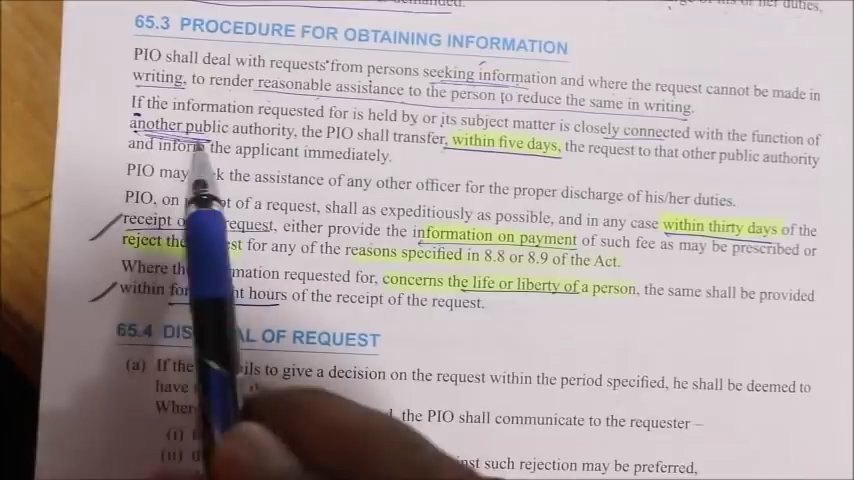 of his or her duties,
65.3 PROCEDURE FOR OBTAINING INFORMATION
PIO shall deal with requests from persons seeking information and where the request cannot be made in
writing, to render reasonable assistance to the person to reduce the same in writing.
If the information requested for is held by or its subject matter is closely connected with the function of
another public authority, the PIO shall transfer, within five days, the request to that other public authority
and inform the applicant immediately.
PIO may the assistance of any other officer for the proper discharge of his/her duties.
PIO, on of a request, shall as expeditiously as possible, and in any case within thirty days of the
receipt request, either provide the information on payment of such fee as may be prescribed or
reject the for any of the reasons specified in 8.8 or 8.9 of the Act.
Where the requested for, concerns the life or liberty of a person, the same shall be provided
within hours of the receipt of the request.
65.4 OF REQUEST
(a) If the to give a decision on the request within the period specified, he shall be deemed to
have
the PIO shall communicate to the requester –
(i)
(ii) such rejection may be preferred,